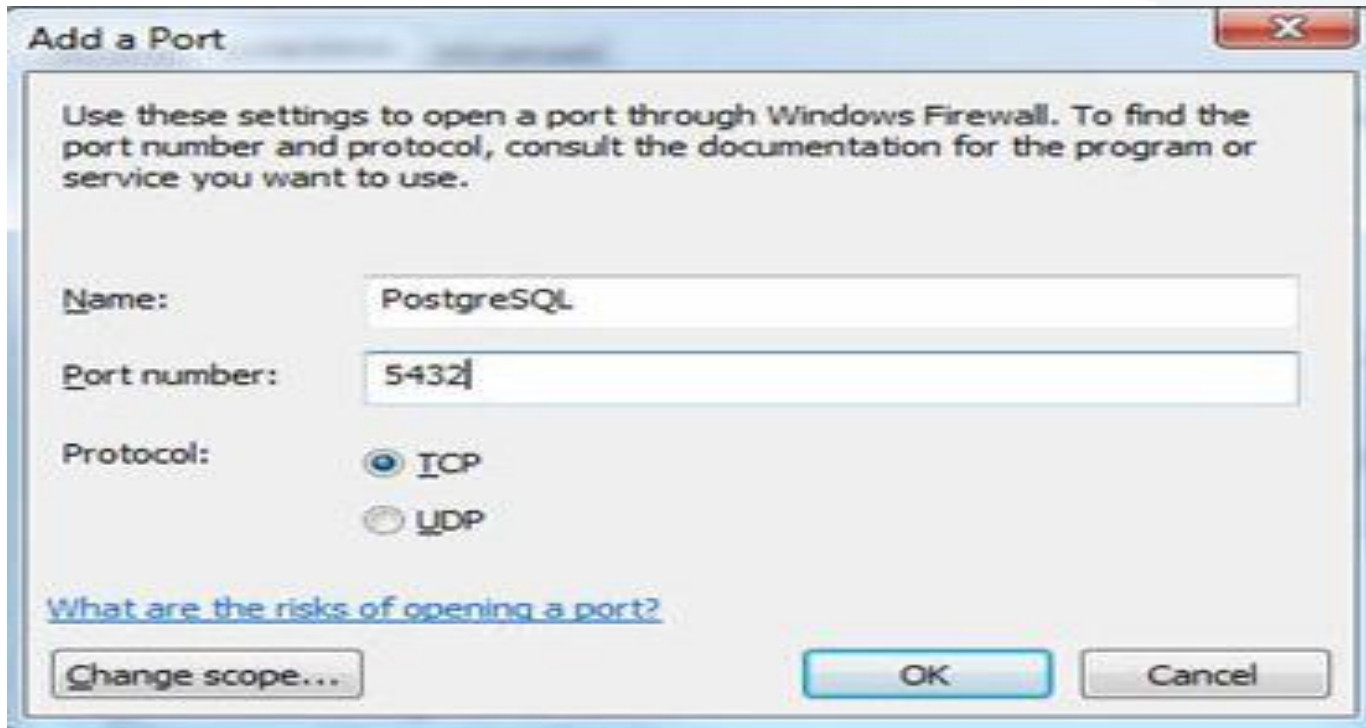 Add a Port
Use these settings to open a port through Windows Firewall. To find the
port number and protocol, consult the documentation for the program or
service you want to use.
Name: PostgreSQL
Port number: 5432
Protocol: TCP
UDP
What are the risks of opening a port?
Change scope... OK Cancel